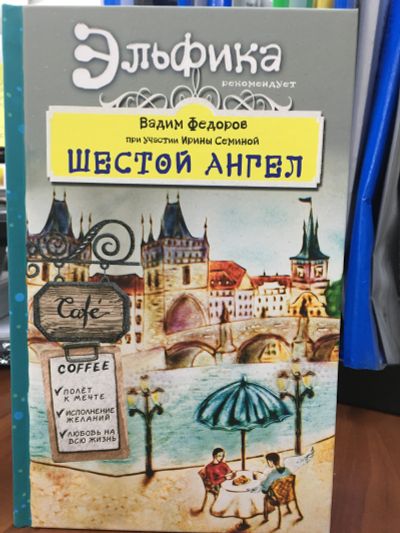 Эльфика
рекомендует
Вадим Федоров
при участии Ирины Семиной
ШЕСТОЙ АНГЕЛ
Café
COFFEE
✓ ПОЛЁТ
К МЕЧТЕ
✓ ИСПОЛНЕНИЕ
ЖЕЛАНИЙ
✓ ЛЮБОВЬ НА
ВСЮ ЖИЗНЬ